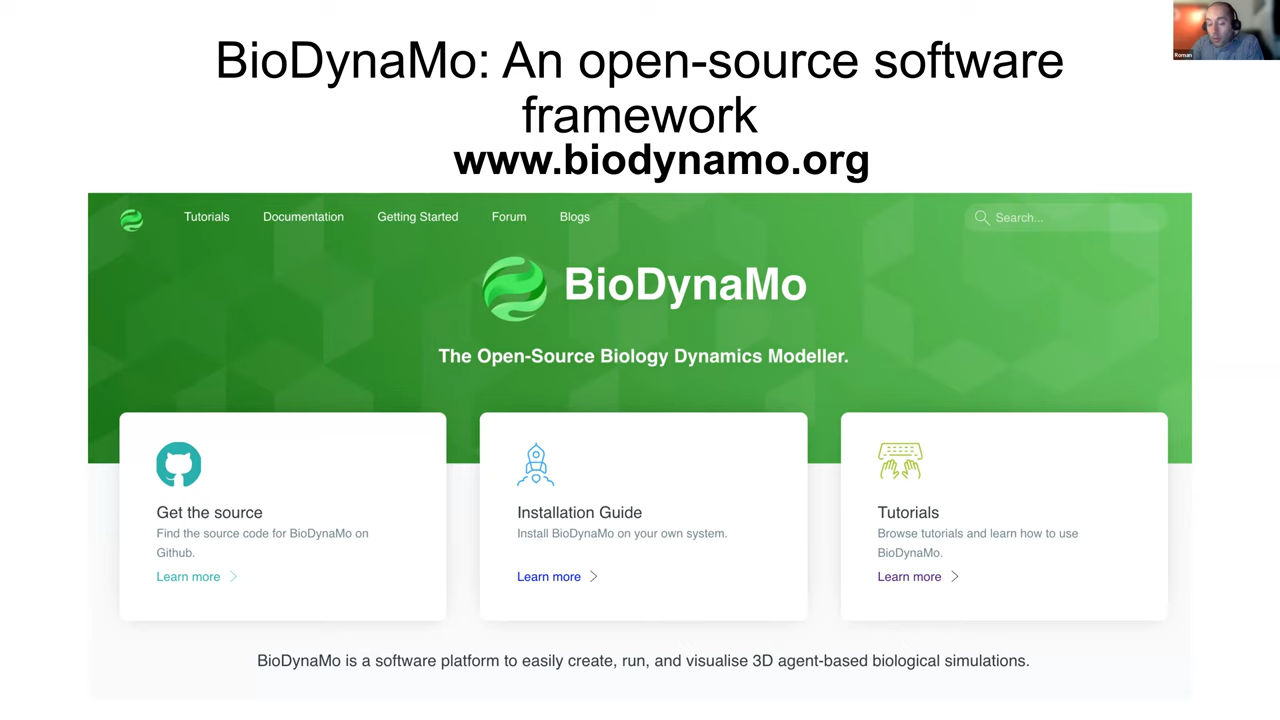 BioDynaMo: An open-source software
framework
www.biodynamo.org
Roman
Tutorials Documentation Getting Started Forum Blogs Search...
BioDynaMo
The Open-Source Biology Dynamics Modeller.
Get the source
Find the source code for BioDynaMo on
Github.
Learn more
Installation Guide
Install BioDynaMo on your own system.
Learn more
Tutorials
Browse tutorials and learn how to use
BioDynaMo.
Learn more
BioDynaMo is a software platform to easily create, run, and visualise 3D agent-based biological simulations.